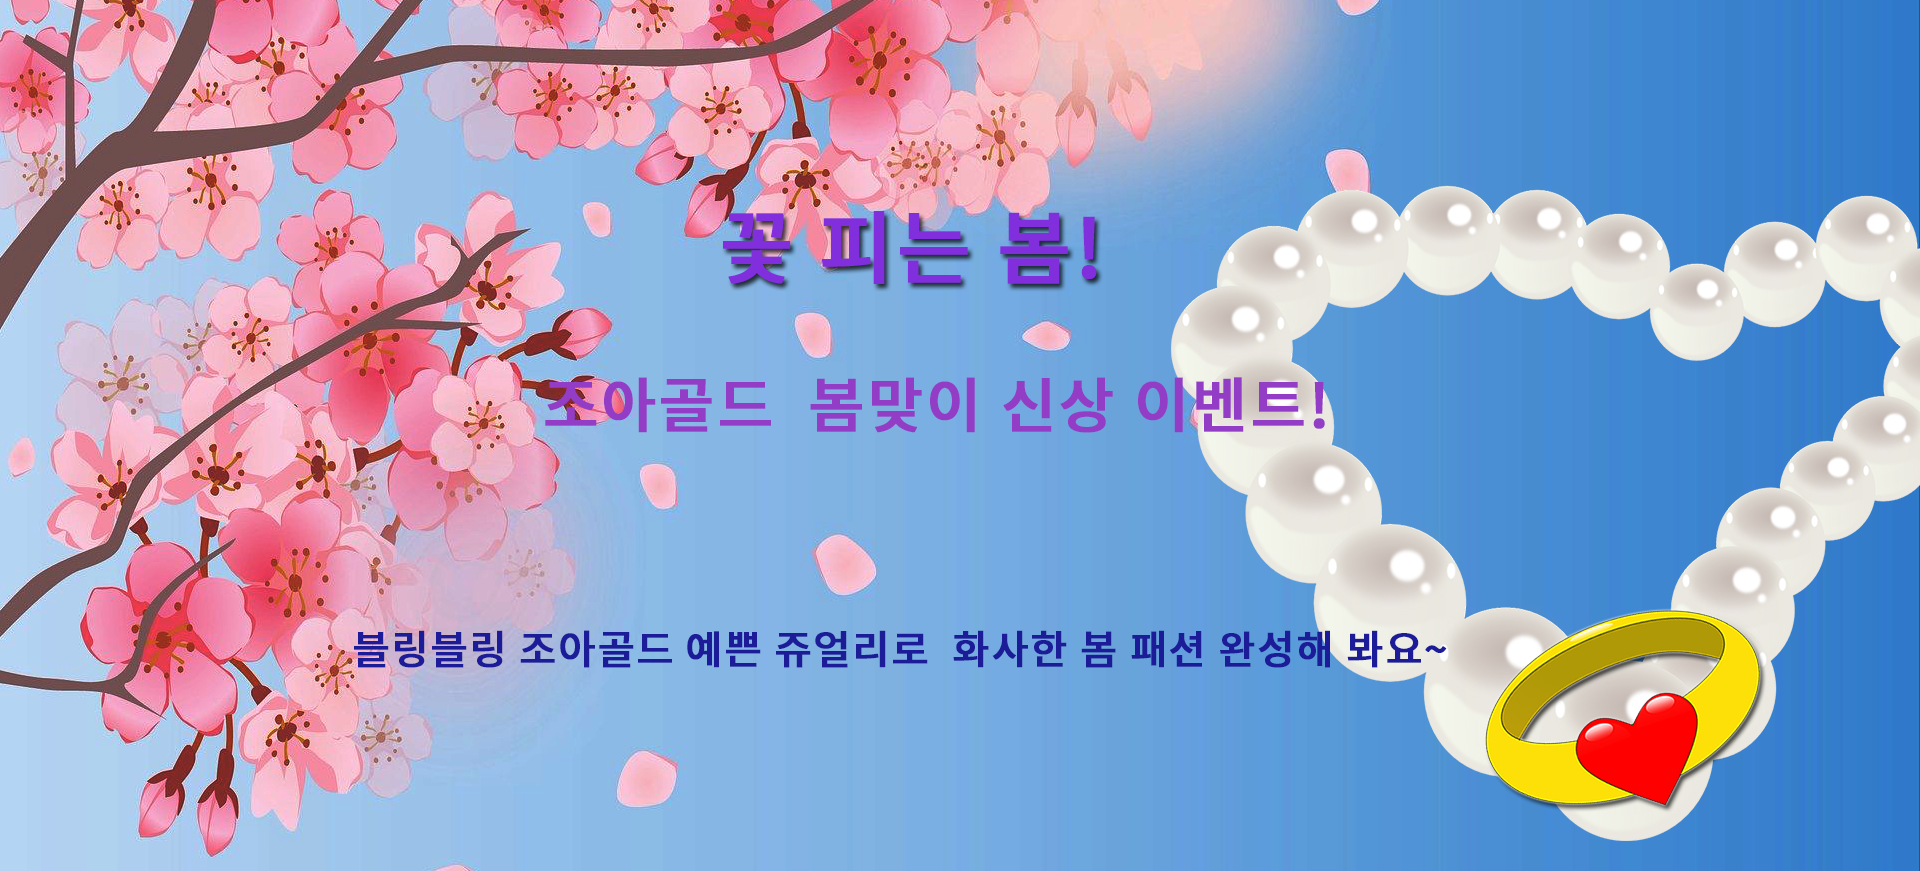 꽃 피는 봄!
조아골드 봄맞이 신상 이벤트!
블링블링 조아골드 예쁜 쥬얼리로 화사한 봄 패션 완성해 봐요~